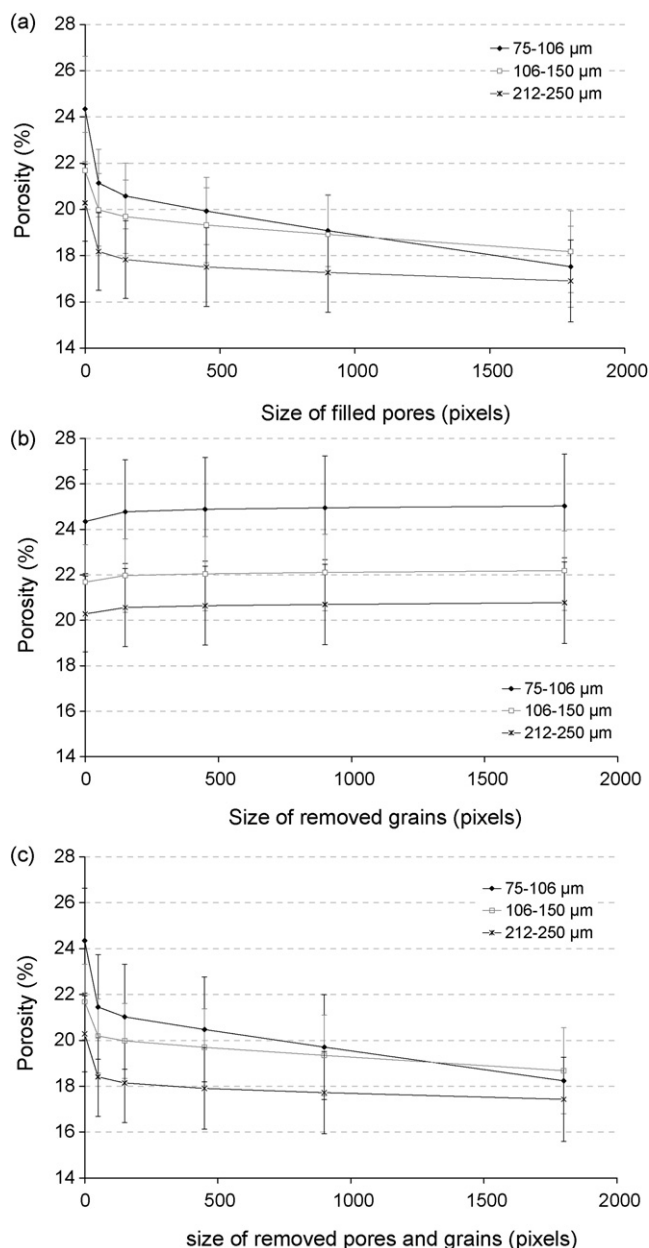 (a)
28
26
24
22
20
18
16
14
Porosity (%)
75-106 µm
106-150 µm
212-250 µm
0 500 1000 1500 2000
Size of filled pores (pixels)
(b)
28
26
24
22
20
18
16
14
Porosity (%)
75-106 µm
106-150 µm
212-250 µm
0 500 1000 1500 2000
Size of removed grains (pixels)
(c)
28
26
24
22
20
18
16
14
Porosity (%)
75-106 µm
106-150 µm
212-250 µm
0 500 1000 1500 2000
size of removed pores and grains (pixels)